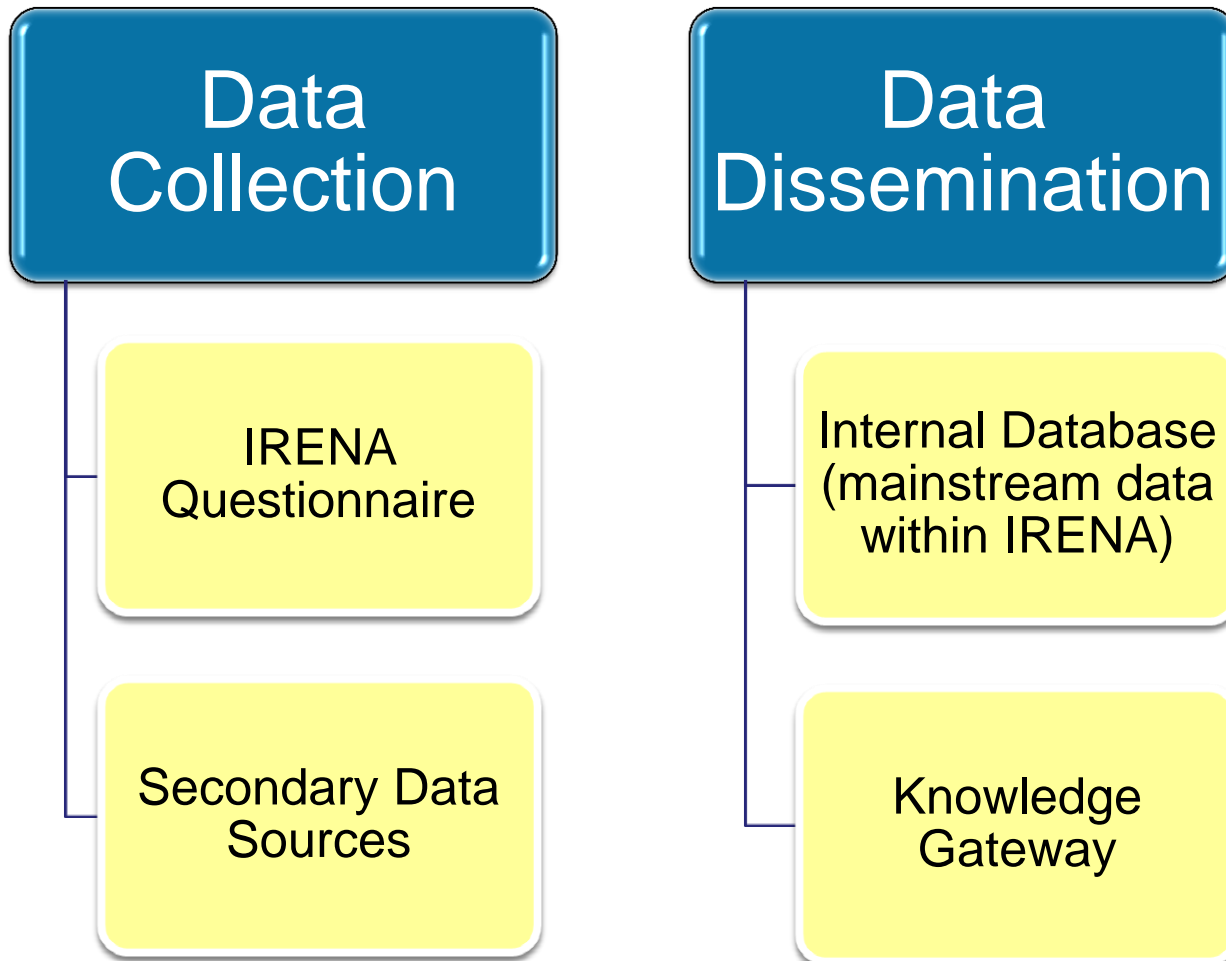 Data
Collection
IRENA
Questionnaire
Secondary Data
Sources
Data
Dissemination
Internal Database
(mainstream data
within IRENA)
Knowledge
Gateway